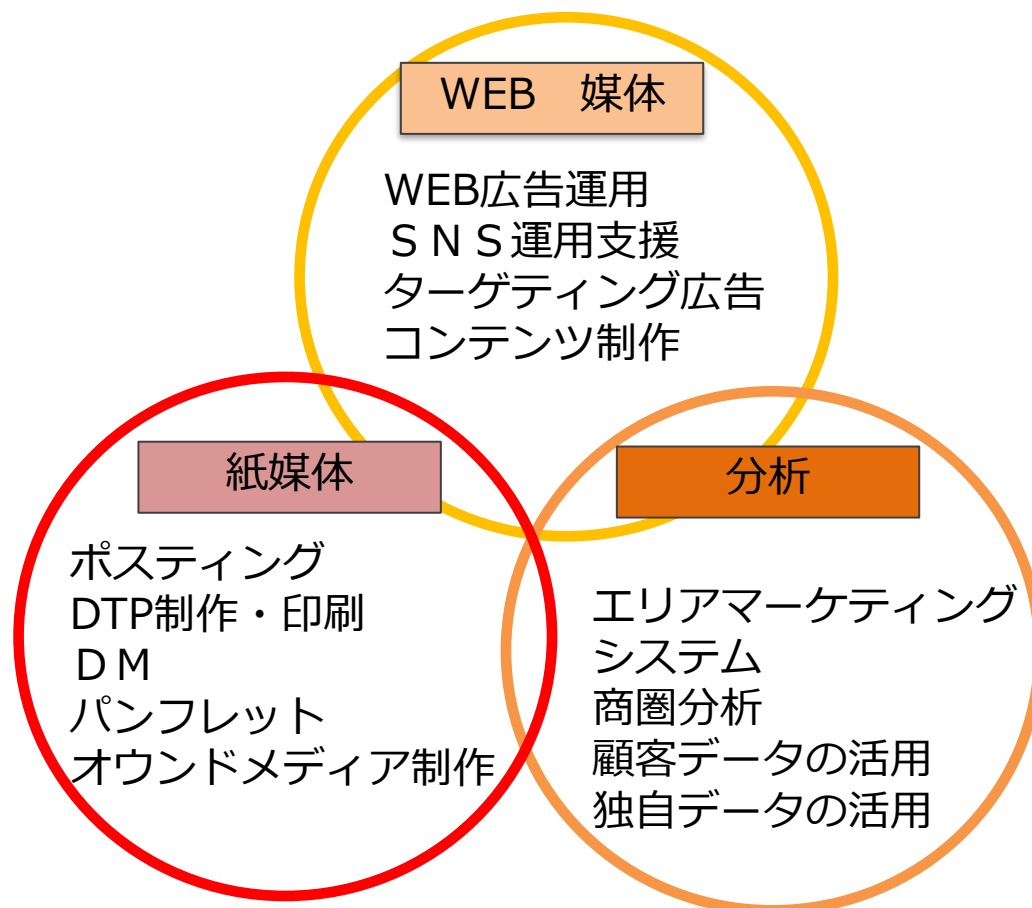 WEB　媒体
WEB広告運用
ＳＮＳ運用支援
ターゲティング広告
コンテンツ制作
紙媒体
ポスティング
DTP制作・印刷
ＤＭ
パンフレット
オウンドメディア制作
分析
エリアマーケティング
システム
商圏分析
顧客データの活用
独自データの活用